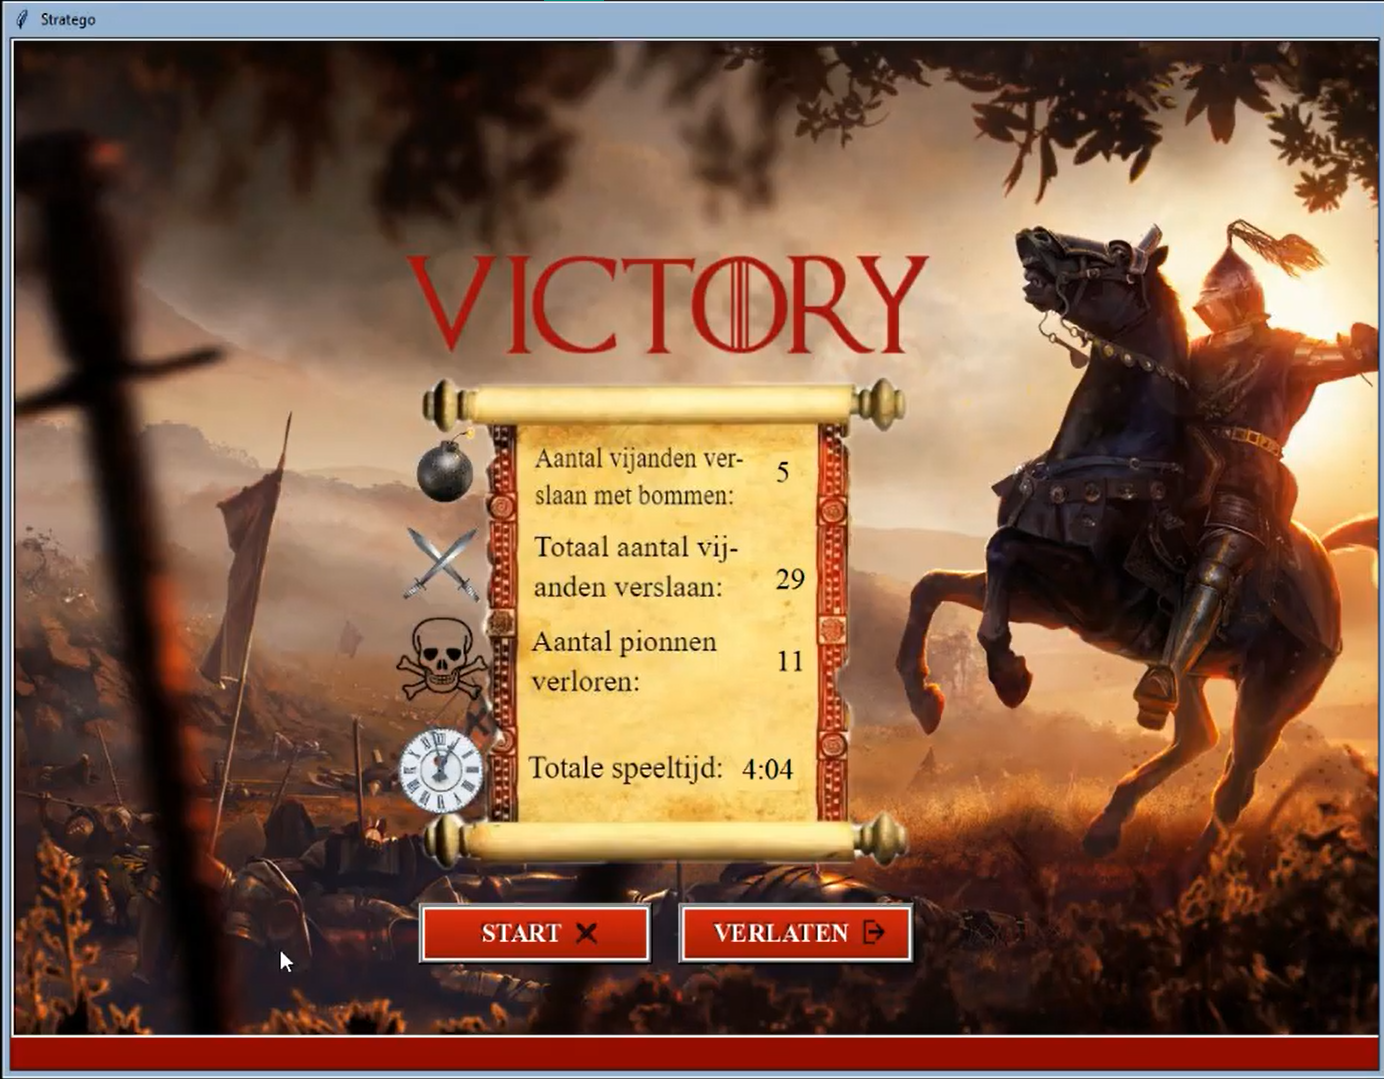 Stratego
VICTORY
Aantal vijanden ver-
slaan met bommen:
5
Totaal aantal vij-
anden verslaan:
29
Aantal pionnen
verloren:
11
Totale speeltijd: 4:04
START
VERLATEN